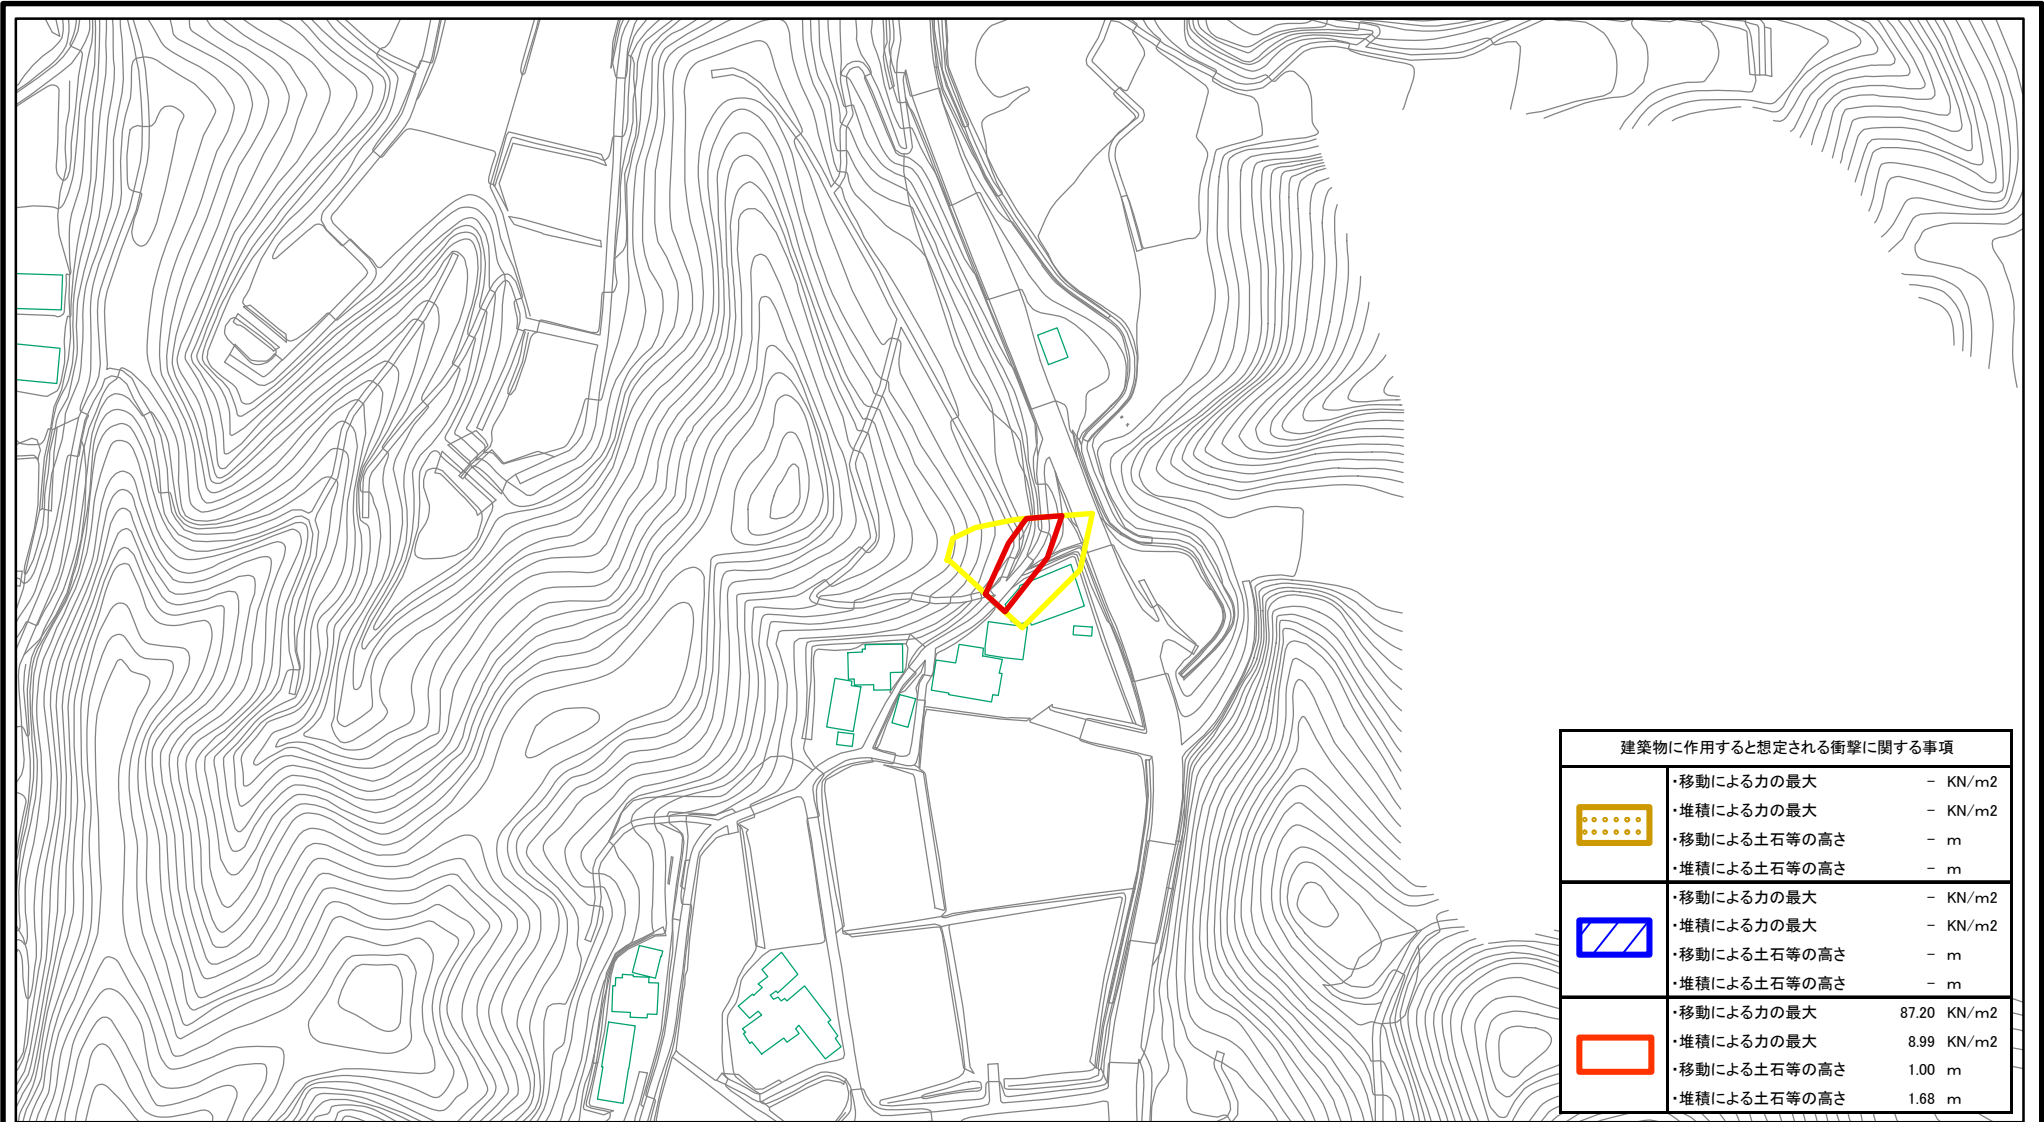 建築物に作用すると想定される衝撃に関する事項
・移動による力の最大 - KN/m2
・堆積による力の最大 - KN/m2
・移動による土石等の高さ - m
・堆積による土石等の高さ - m
・移動による力の最大 - KN/m2
・堆積による力の最大 - KN/m2
・移動による土石等の高さ - m
・堆積による土石等の高さ - m
・移動による力の最大 87.20 KN/m2
・堆積による力の最大 8.99 KN/m2
・移動による土石等の高さ 1.00 m
・堆積による土石等の高さ 1.68 m